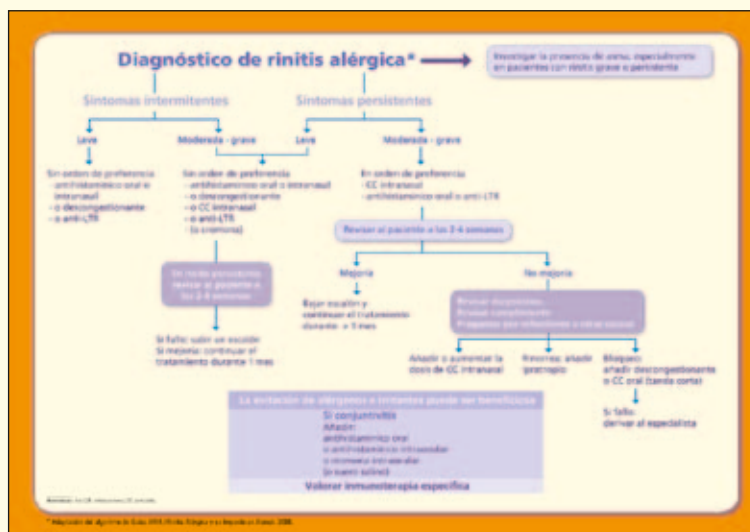 Diagnóstico de rinitis alérgica*
Investigar la presencia de asma, especialmente
en pacientes con rinitis grave o persistente
Síntomas intermitentes
Síntomas persistentes
Leve
Moderada - grave
Leve
Moderada - grave
Sin orden de preferencia
- antihistamínico oral o
intranasal
- o descongestionante
- o anti-LTR
Sin orden de preferencia
- antihistamínico oral o intranasal
- o descongestionante
- o CC intranasal
- o anti-LTR
- (o cromona)
En orden de preferencia
- CC intranasal
- antihistamínico oral o anti-LTR
Revisar al paciente a las 2-4 semanas
En rinitis persistente:
revisar al paciente a
las 2-4 semanas
Si falla: subir un escalón
Si mejoría: continuar el
tratamiento durante 1 mes
Mejoría
No mejoría
Bajar escalón y
continuar el tratamiento
durante > 1 mes
Revisar diagnóstico
Revisar cumplimiento
Preguntar por infecciones u otras causas
Añadir o aumentar la
dosis de CC intranasal
Rinorrea: añadir
ipratropio
Bloqueo:
añadir descongestionante
o CC oral (tanda corta)
Si falla:
derivar al especialista
La evitación de alérgenos e irritantes puede ser beneficiosa
Si conjuntivitis
Añadir:
antihistamínico oral
o antihistamínico intraocular
o cromona intraocular
(o suero salino)
Valorar inmunoterapia específica